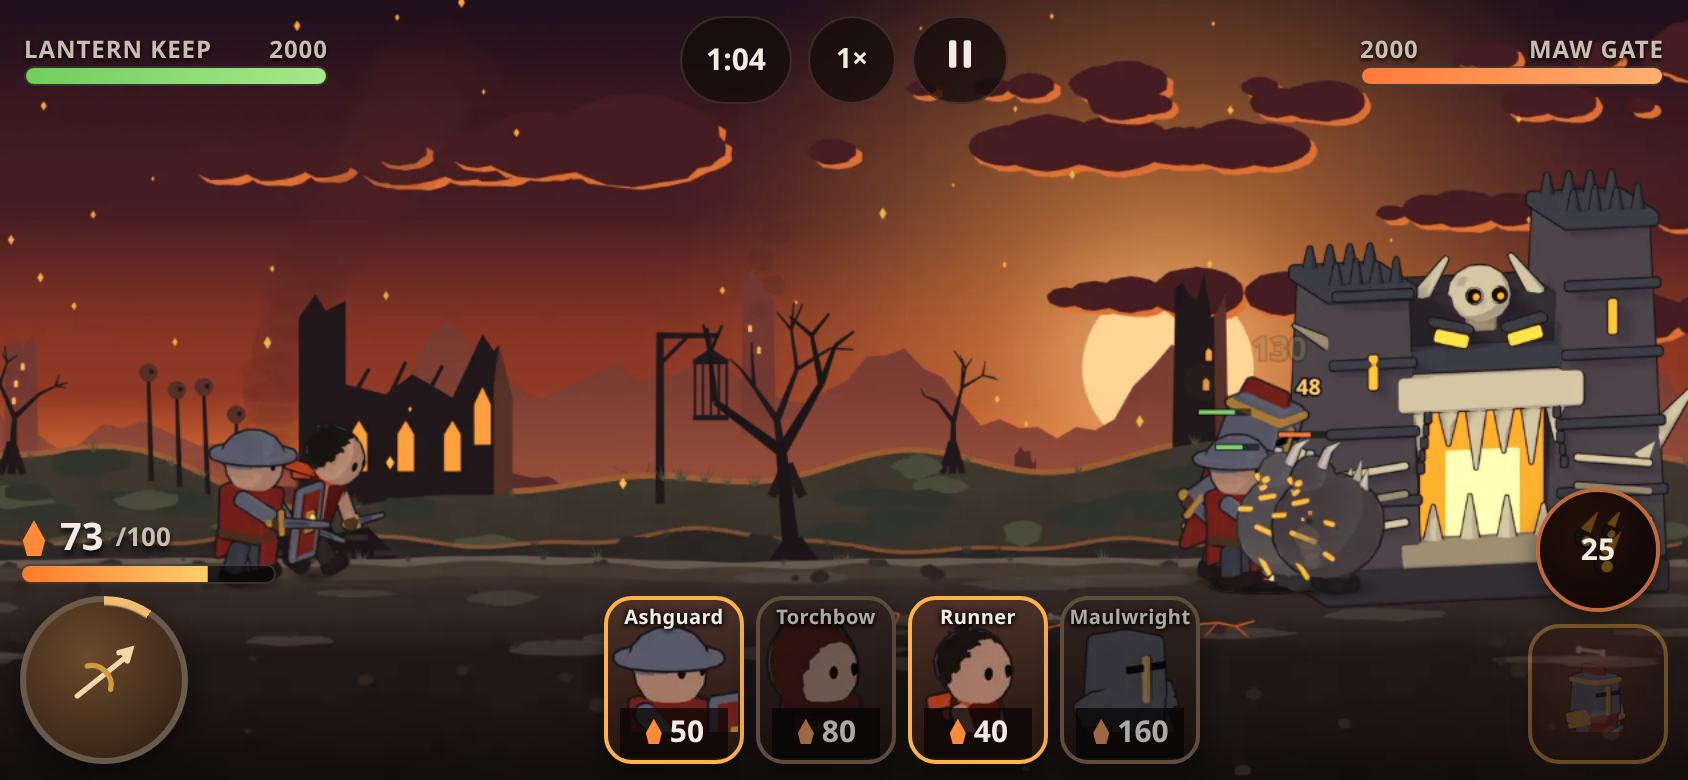 LANTERN KEEP 2000
1:04
1×
2000 MAW GATE
130
48
73 /100
25
Ashguard
50
Torchbow
80
Runner
40
Maulwright
160